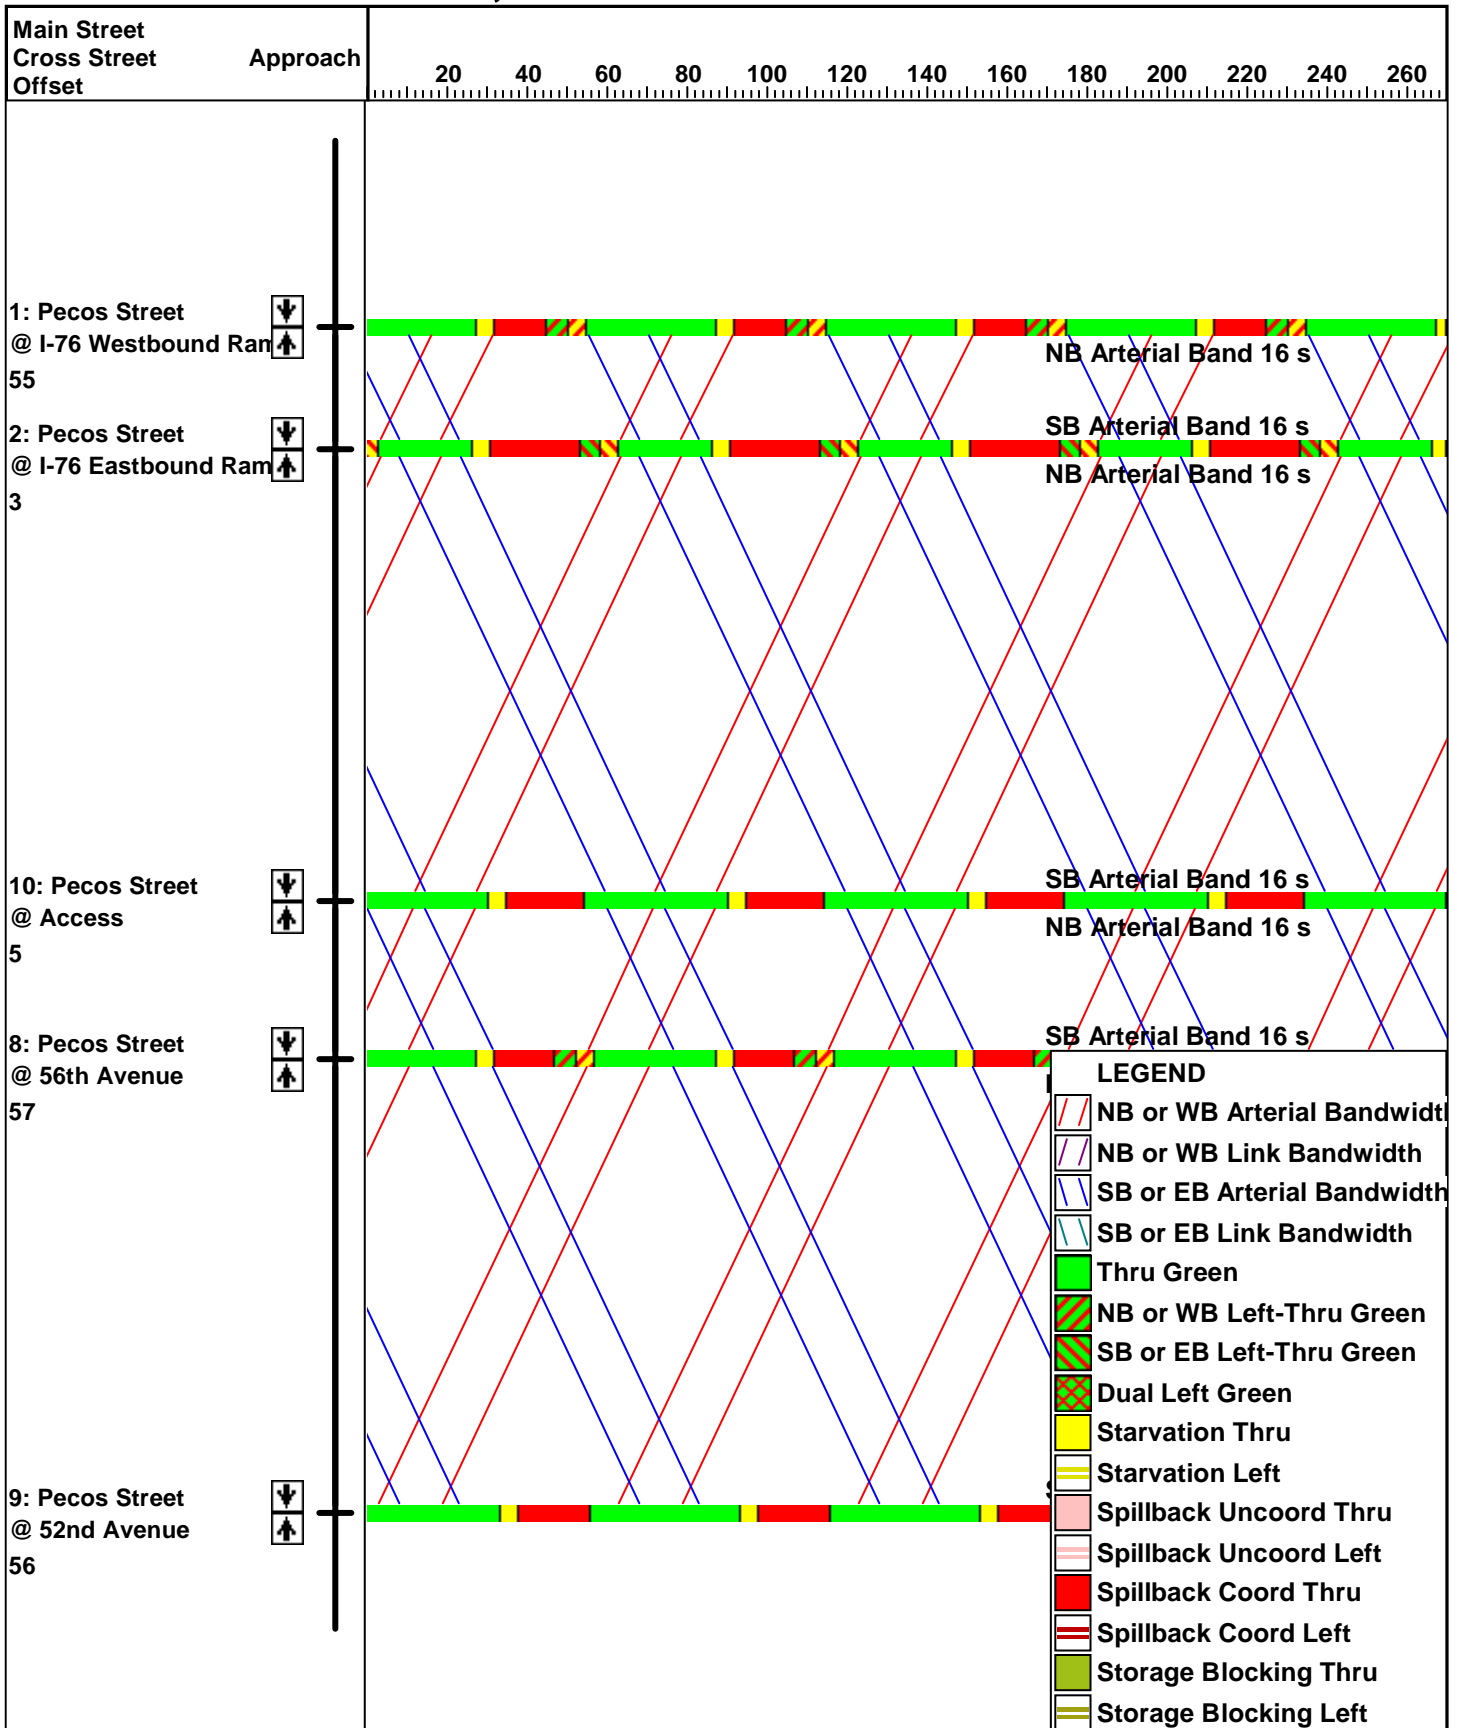 Main Street
Cross Street Approach
Offset
20 40 60 80 100 120 140 160 180 200 220 240 260
1: Pecos Street
@ I-76 Westbound Ram
55
NB Arterial Band 16 s
2: Pecos Street
@ I-76 Eastbound Ram
3
SB Arterial Band 16 s
NB Arterial Band 16 s
10: Pecos Street
@ Access
5
SB Arterial Band 16 s
NB Arterial Band 16 s
8: Pecos Street
@ 56th Avenue
57
SB Arterial Band 16 s
9: Pecos Street
@ 52nd Avenue
56
LEGEND
NB or WB Arterial Bandwidth
NB or WB Link Bandwidth
SB or EB Arterial Bandwidth
SB or EB Link Bandwidth
Thru Green
NB or WB Left-Thru Green
SB or EB Left-Thru Green
Dual Left Green
Starvation Thru
Starvation Left
Spillback Uncoord Thru
Spillback Uncoord Left
Spillback Coord Thru
Spillback Coord Left
Storage Blocking Thru
Storage Blocking Left